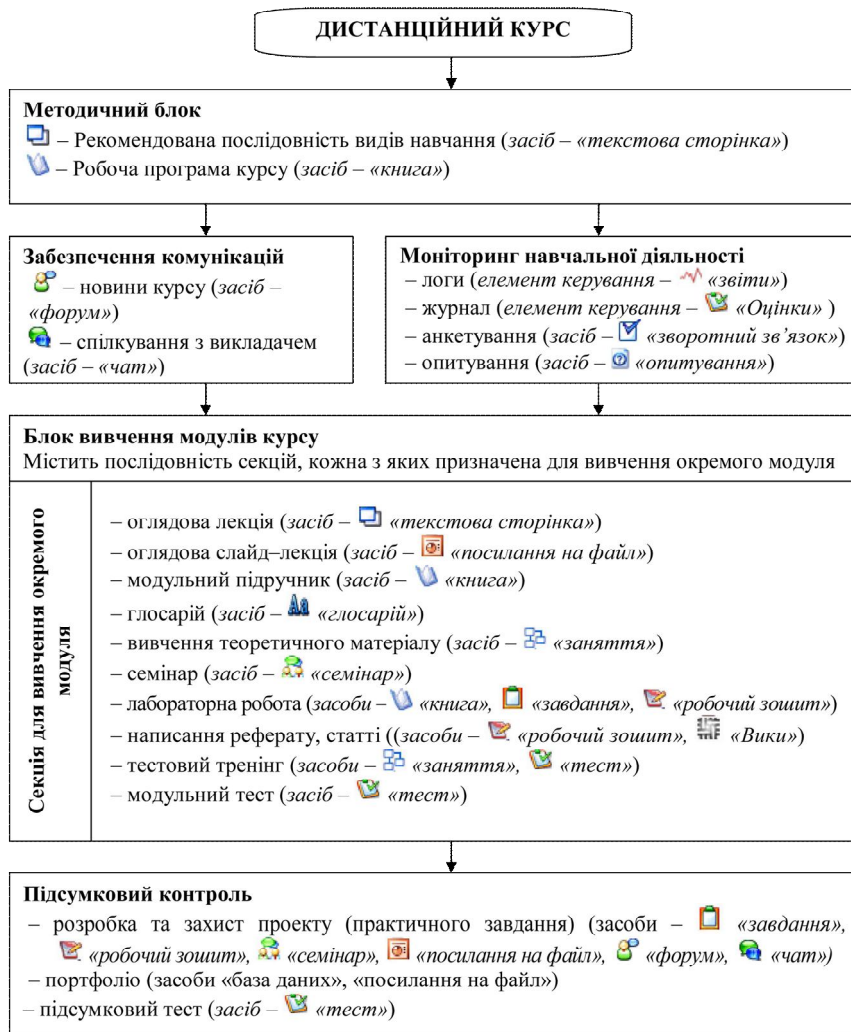 ДИСТАНЦІЙНИЙ КУРС
Методичний блок
– Рекомендована послідовність видів навчання (засіб – «текстова сторінка»)
– Робоча програма курсу (засіб – «книга»)
Забезпечення комунікацій
– новини курсу (засіб –
«форум»)
– спілкування з викладачем
(засіб – «чат»)
Моніторинг навчальної діяльності
– логи (елемент керування – «звіти»)
– журнал (елемент керування – «Оцінки» )
– анкетування (засіб – «зворотний зв’язок»)
– опитування (засіб – «опитування»)
Блок вивчення модулів курсу
Містить послідовність секцій, кожна з яких призначена для вивчення окремого модуля
Секція для вивчення окремого
модуля
– оглядова лекція (засіб – «текстова сторінка»)
– оглядова слайд–лекція (засіб – «посилання на файл»)
– модульний підручник (засіб – «книга»)
– глосарій (засіб – Aa «глосарій»)
– вивчення теоретичного матеріалу (засіб – «заняття»)
– семінар (засіб – «семінар»)
– лабораторна робота (засоби – «книга», «завдання», «робочий зошит»)
– написання реферату, статті ((засоби – «робочий зошит», «Вики»)
– тестовий тренінг (засоби – «заняття», «тест»)
– модульний тест (засіб – «тест»)
Підсумковий контроль
– розробка та захист проекту (практичного завдання) (засоби – «завдання»,
«робочий зошит», «семінар», «посилання на файл», «форум», «чат»)
– портфоліо (засоби «база даних», «посилання на файл»)
– підсумковий тест (засіб – «тест»)